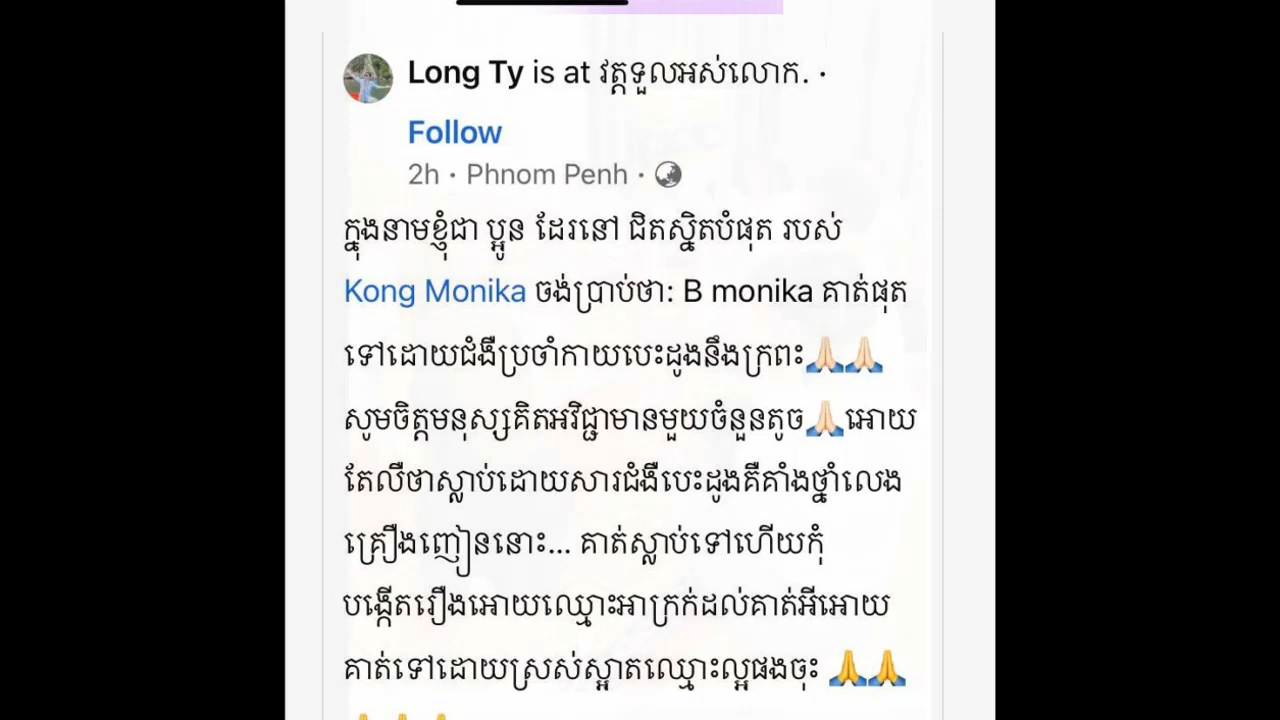 Long Ty is at វត្តទួលអស់លោក. ·
Follow
2h · Phnom Penh ·
ក្នុងនាមខ្ញុំជា ប្អូន ដែរនៅ ជិតស្និតបំផុត របស់
Kong Monika ចង់ប្រាប់ថា: B monika គាត់ផុត
ទៅដោយជំងឺប្រចាំកាយបេះដូងនឹងក្រពះ🙏🏻🙏🏻
សូមចិត្តមនុស្សគិតអវិជ្ជាមានមួយចំនួនតូច🙏🏻អោយ
តែលឺថាស្លាប់ដោយសារជំងឺបេះដូងគឺគាំងថ្នាំលេង
គ្រឿងញៀននោះ... គាត់ស្លាប់ទៅហើយកុំ
បង្កើតរឿងអោយឈ្មោះអាក្រក់ដល់គាត់អីអោយ
គាត់ទៅដោយស្រស់ស្អាតឈ្មោះល្អផងចុះ 🙏🙏